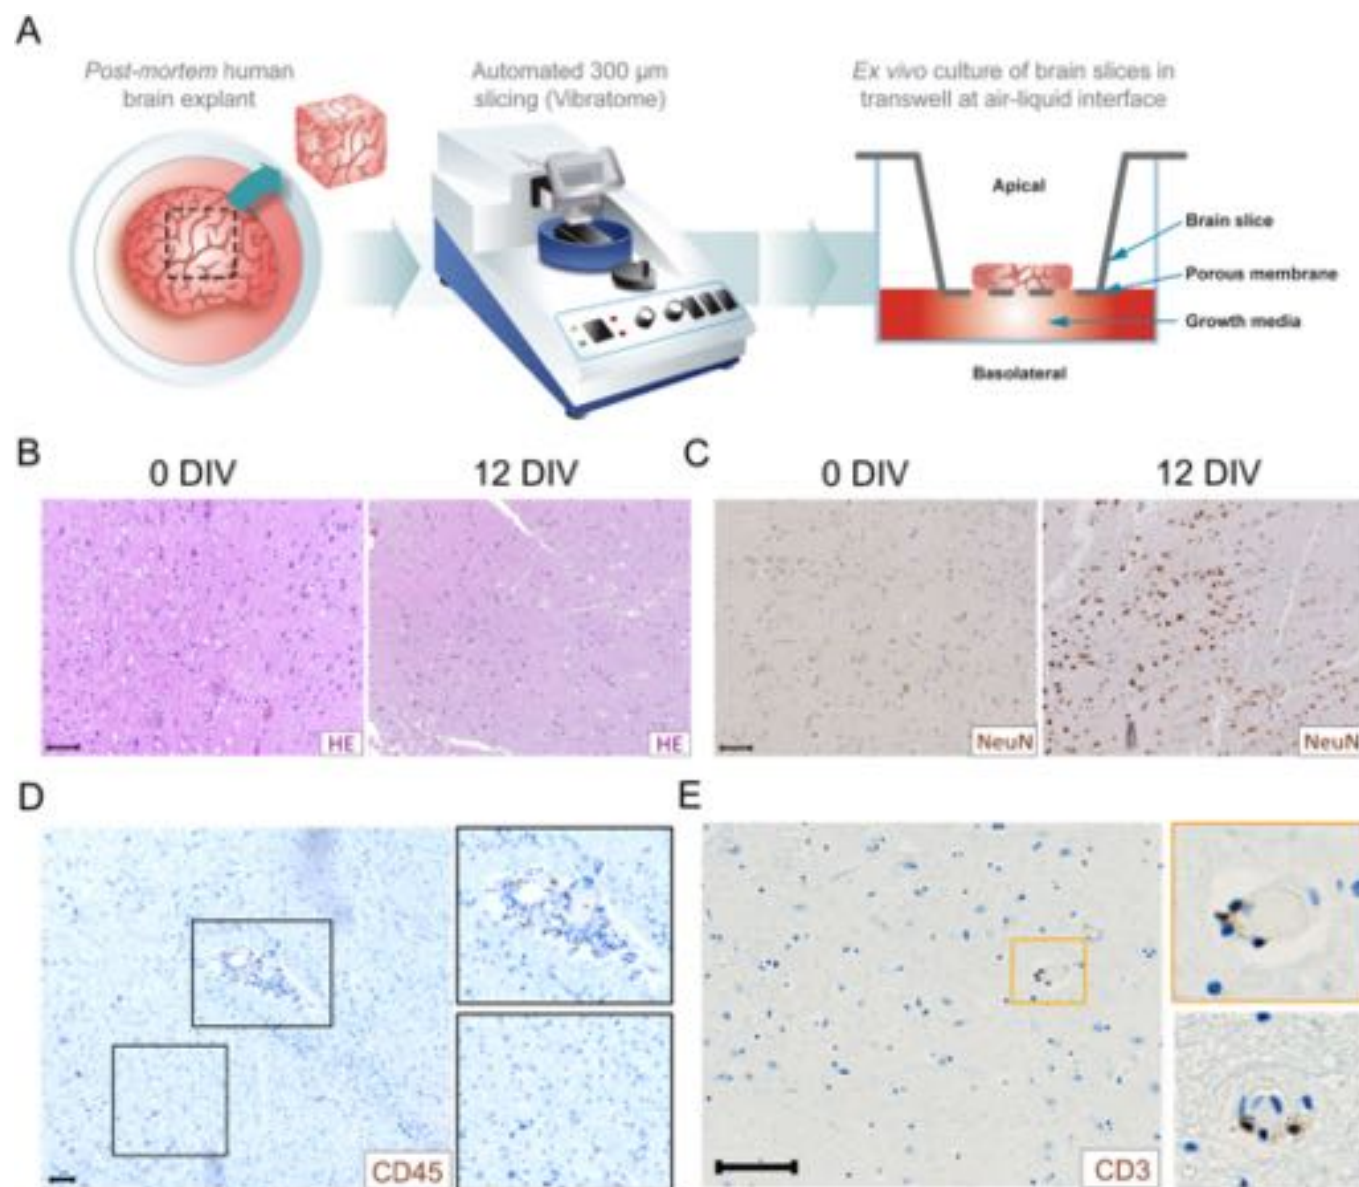 A
Post-mortem human
brain explant
Automated 300 μm
slicing (Vibratome)
Ex vivo culture of brain slices in
transwell at air-liquid interface
Apical
Brain slice
Porous membrane
Growth media
Basolateral
B
0 DIV
12 DIV
HE
HE
C
0 DIV
12 DIV
NeuN
NeuN
D
CD45
E
CD3